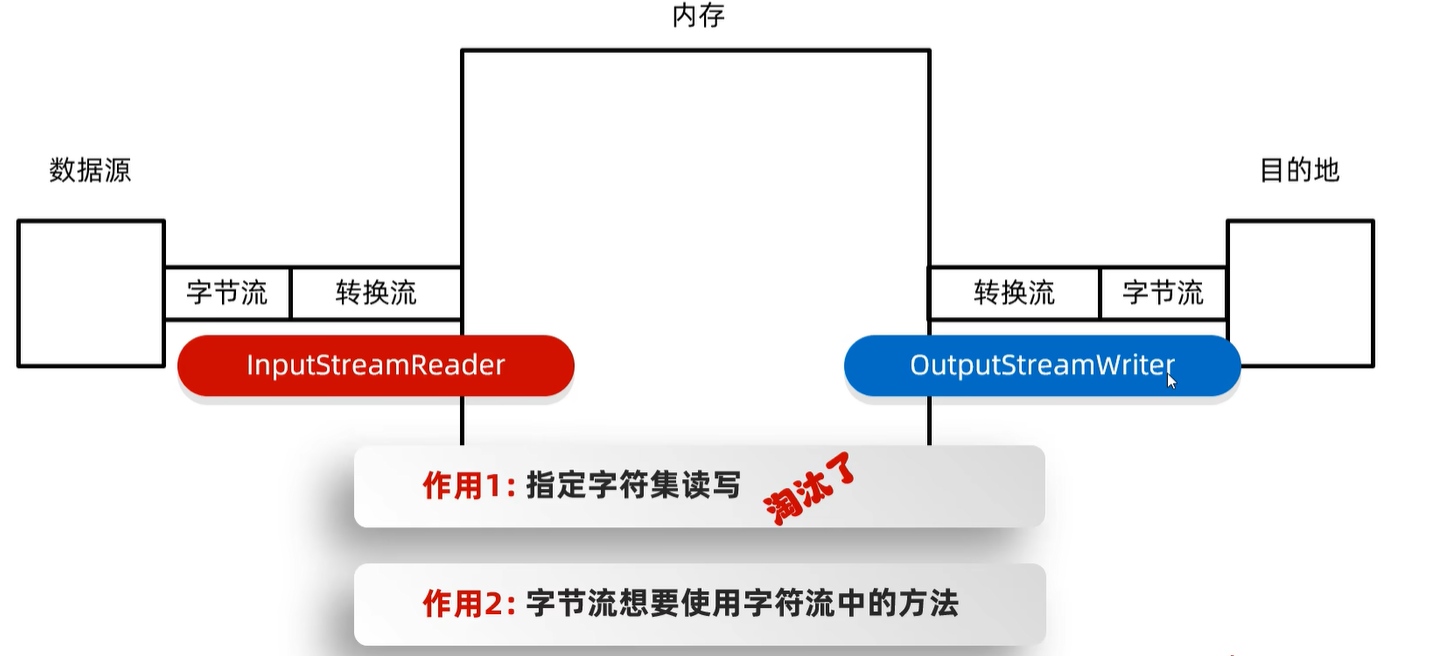 内存
数据源
目的地
字节流
转换流
转换流
字节流
InputStreamReader
OutputStreamWriter
作用1: 指定字符集读写
淘汰了
作用2: 字节流想要使用字符流中的方法